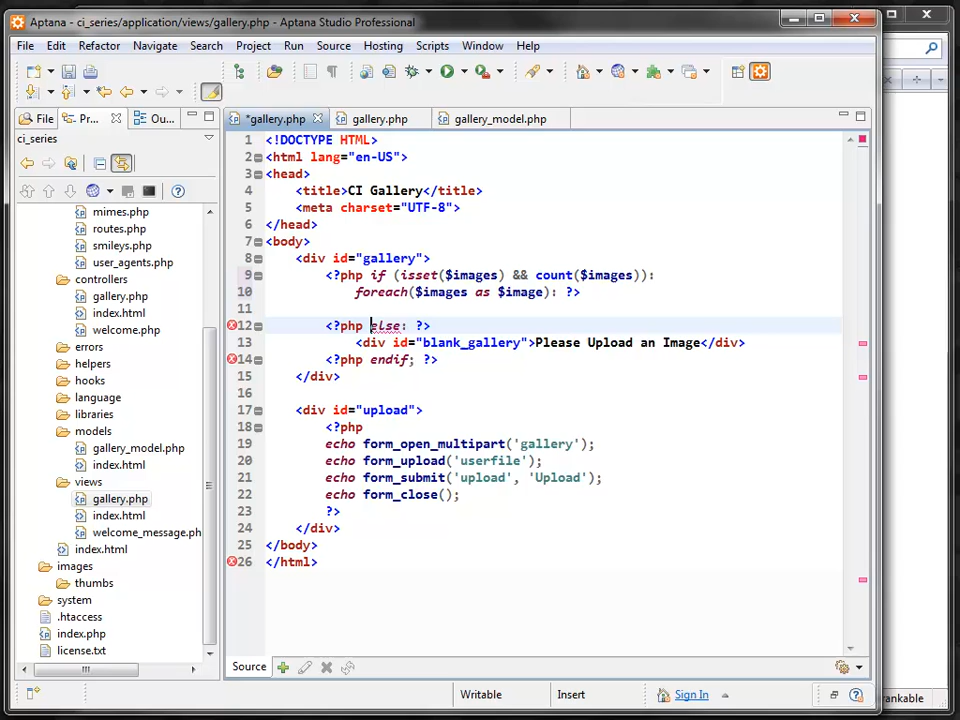 Aptana - ci_series/application/views/gallery.php - Aptana Studio Professional
File Edit Refactor Navigate Search Project Run Source Hosting Scripts Window Help
File Pr... Ou...
*gallery.php gallery.php gallery_model.php
ci_series
mimes.php
routes.php
smileys.php
user_agents.php
controllers
gallery.php
index.html
welcome.php
errors
helpers
hooks
language
libraries
models
gallery_model.php
index.html
views
gallery.php
index.html
welcome_message.ph
index.html
images
thumbs
system
.htaccess
index.php
license.txt
1 <!DOCTYPE HTML>
2 <html lang="en-US">
3 <head>
4 <title>CI Gallery</title>
5 <meta charset="UTF-8">
6 </head>
7 <body>
8 <div id="gallery">
9 <?php if (isset($images) && count($images)):
10 foreach($images as $image): ?>
11
12 <?php else: ?>
13 <div id="blank_gallery">Please Upload an Image</div>
14 <?php endif; ?>
15 </div>
16
17 <div id="upload">
18 <?php
19 echo form_open_multipart('gallery');
20 echo form_upload('userfile');
21 echo form_submit('upload', 'Upload');
22 echo form_close();
23 ?>
24 </div>
25 </body>
26 </html>
Source
Writable Insert Sign In
rankable